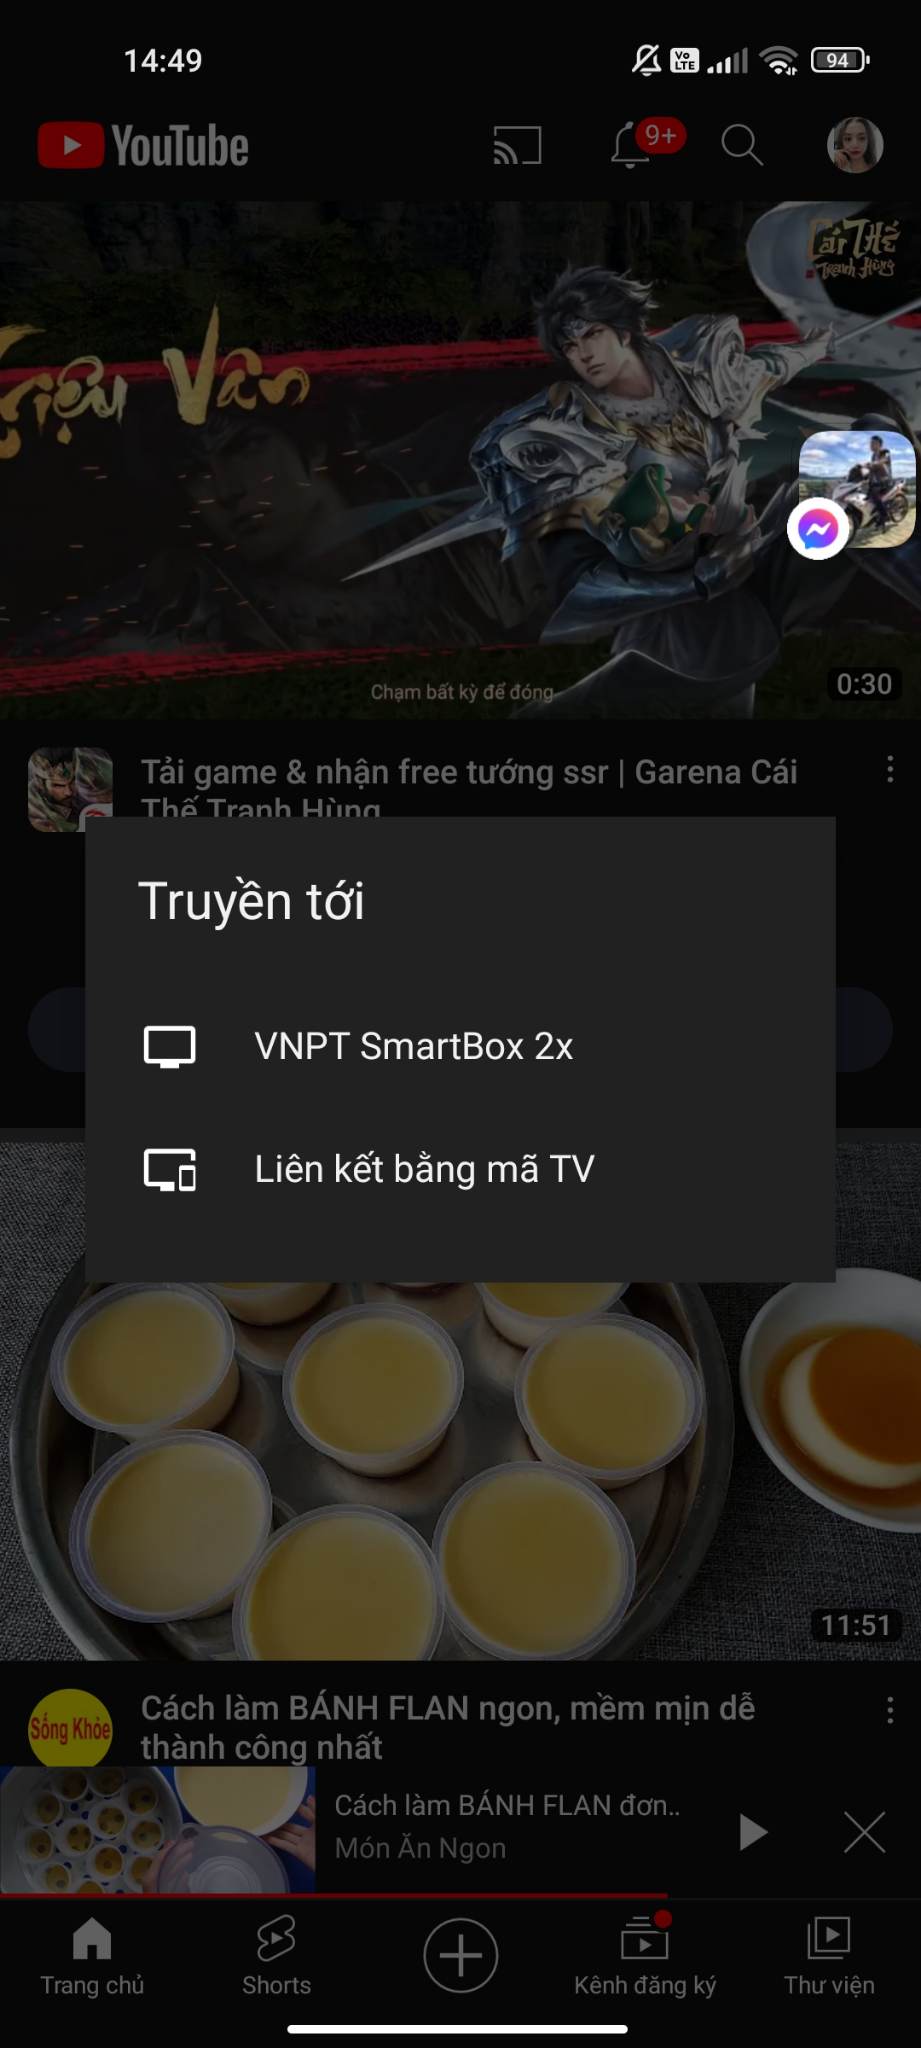 14:49
Vo LTE
94
YouTube
9+
Cái Thế
Tranh Hùng
Triệu Vân
Chạm bất kỳ để đóng
0:30
Tải game & nhận free tướng ssr | Garena Cái
Thế Tranh Hùng
Truyền tới
VNPT SmartBox 2x
Liên kết bằng mã TV
11:51
Sống Khỏe
Cách làm BÁNH FLAN ngon, mềm mịn dễ
thành công nhất
Cách làm BÁNH FLAN đơn..
Món Ăn Ngon
Trang chủ
Shorts
Kênh đăng ký
Thư viện